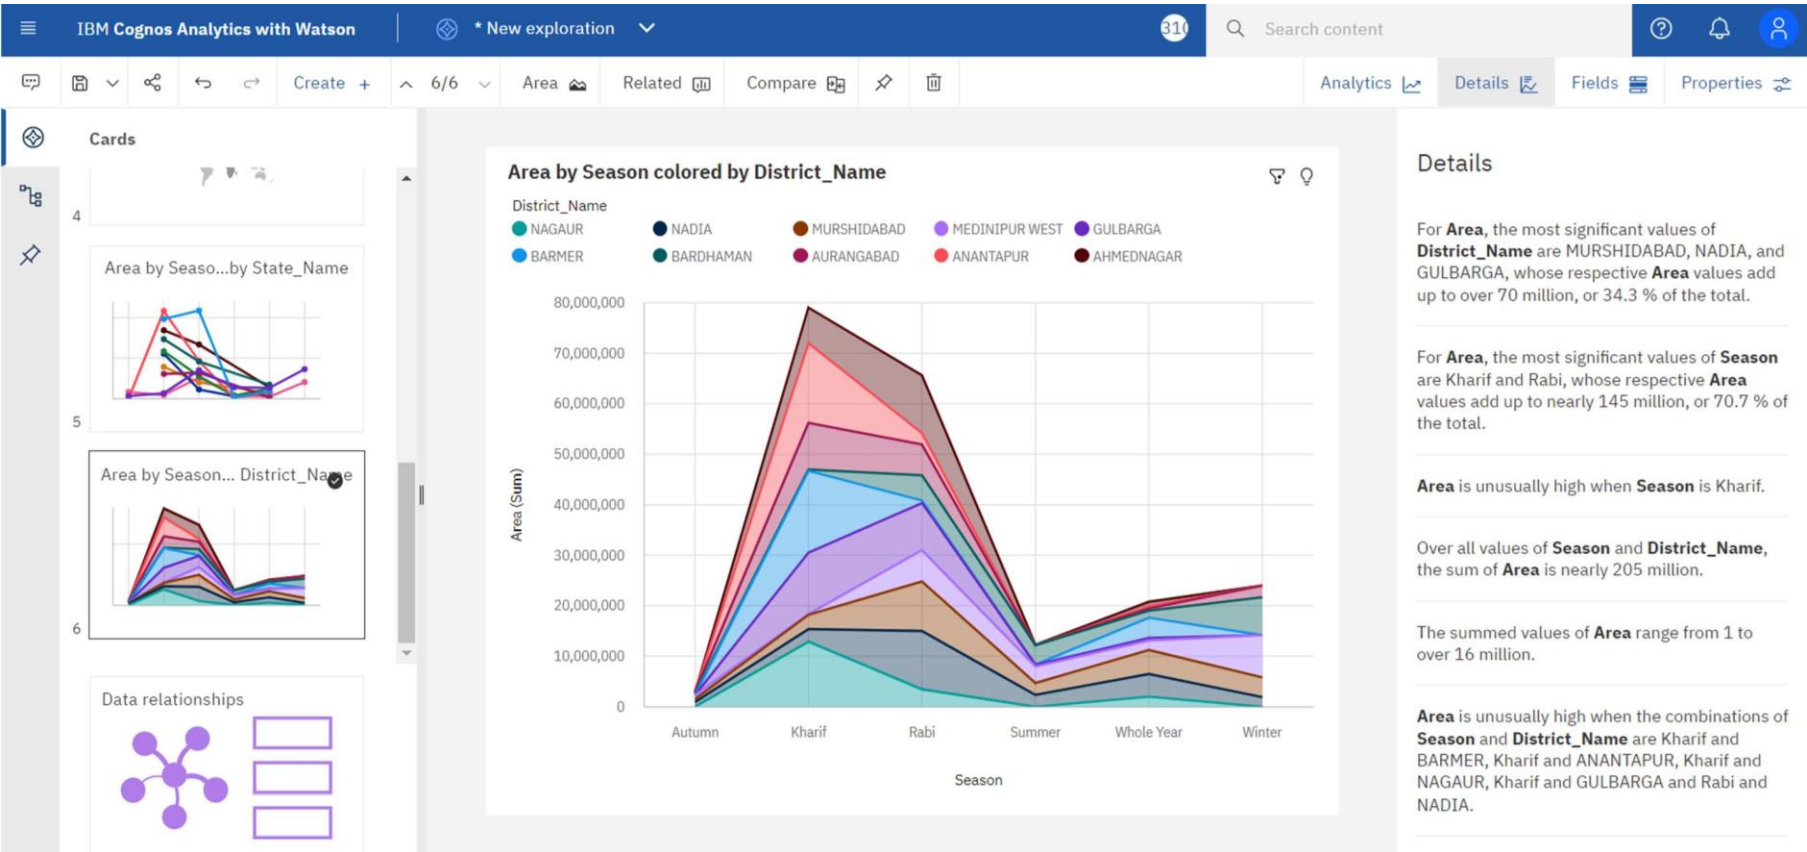 IBM Cognos Analytics with Watson
* New exploration
310
Search content
Create +
6/6
Area
Related
Compare
Analytics
Details
Fields
Properties
Cards
4
Area by Seaso...by State_Name
5
Area by Season... District_Name
6
Data relationships
Area by Season colored by District_Name
District_Name
NAGAUR NADIA MURSHIDABAD MEDINIPUR WEST GULBARGA
BARMER BARDHAMAN AURANGABAD ANANTAPUR AHMEDNAGAR
80,000,000
70,000,000
60,000,000
50,000,000
40,000,000
30,000,000
20,000,000
10,000,000
0
Area (Sum)
Autumn Kharif Rabi Summer Whole Year Winter
Season
Details
For Area, the most significant values of
District_Name are MURSHIDABAD, NADIA, and
GULBARGA, whose respective Area values add
up to over 70 million, or 34.3 % of the total.
For Area, the most significant values of Season
are Kharif and Rabi, whose respective Area
values add up to nearly 145 million, or 70.7 % of
the total.
Area is unusually high when Season is Kharif.
Over all values of Season and District_Name,
the sum of Area is nearly 205 million.
The summed values of Area range from 1 to
over 16 million.
Area is unusually high when the combinations of
Season and District_Name are Kharif and
BARMER, Kharif and ANANTAPUR, Kharif and
NAGAUR, Kharif and GULBARGA and Rabi and
NADIA.